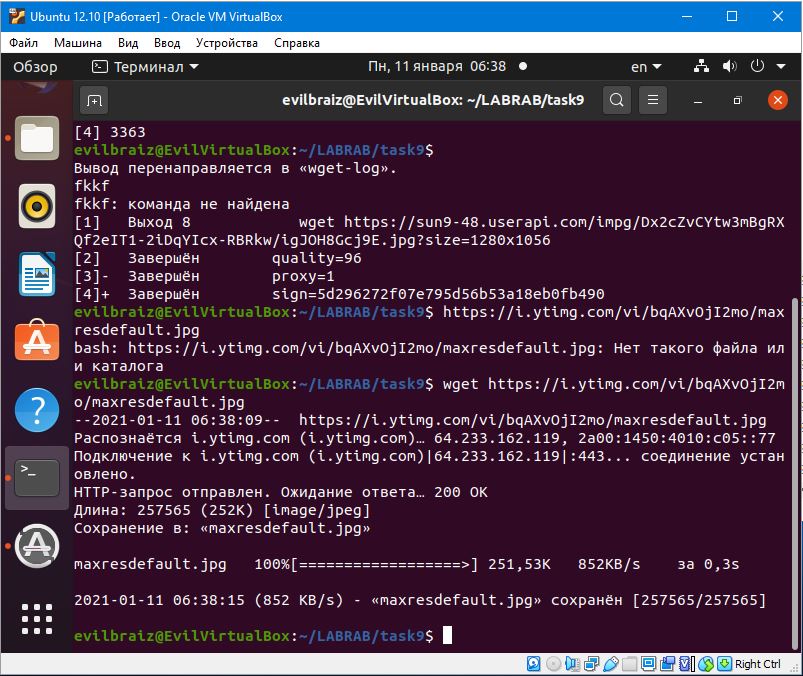 Ubuntu 12.10 [Работает] - Oracle VM VirtualBox
Файл Машина Вид Ввод Устройства Справка
Обзор Терминал Пн, 11 января 06:38 en
evilbraiz@EvilVirtualBox: ~/LABRAB/task9
[4] 3363
evilbraiz@EvilVirtualBox:~/LABRAB/task9$
Вывод перенаправляется в «wget-log».
fkkf
fkkf: команда не найдена
[1]   Выход 8            wget https://sun9-48.userapi.com/impg/Dx2cZvCYtw3mBgRX
Qf2eIT1-2iDqYIcx-RBRkw/igJOH8Gcj9E.jpg?size=1280x1056
[2]   Завершён        quality=96
[3]-  Завершён        proxy=1
[4]+  Завершён        sign=5d296272f07e795d56b53a18eb0fb490
evilbraiz@EvilVirtualBox:~/LABRAB/task9$ https://i.ytimg.com/vi/bqAXvOjI2mo/max
resdefault.jpg
bash: https://i.ytimg.com/vi/bqAXvOjI2mo/maxresdefault.jpg: Нет такого файла ил
и каталога
evilbraiz@EvilVirtualBox:~/LABRAB/task9$ wget https://i.ytimg.com/vi/bqAXvOjI2m
o/maxresdefault.jpg
--2021-01-11 06:38:09--  https://i.ytimg.com/vi/bqAXvOjI2mo/maxresdefault.jpg
Распознаётся i.ytimg.com (i.ytimg.com)… 64.233.162.119, 2a00:1450:4010:c05::77
Подключение к i.ytimg.com (i.ytimg.com)|64.233.162.119|:443... соединение устан
овлено.
HTTP-запрос отправлен. Ожидание ответа… 200 OK
Длина: 257565 (252K) [image/jpeg]
Сохранение в: «maxresdefault.jpg»
maxresdefault.jpg   100%[==================>] 251,53K   852KB/s    за 0,3s
2021-01-11 06:38:15 (852 KB/s) - «maxresdefault.jpg» сохранён [257565/257565]
evilbraiz@EvilVirtualBox:~/LABRAB/task9$
Right Ctrl